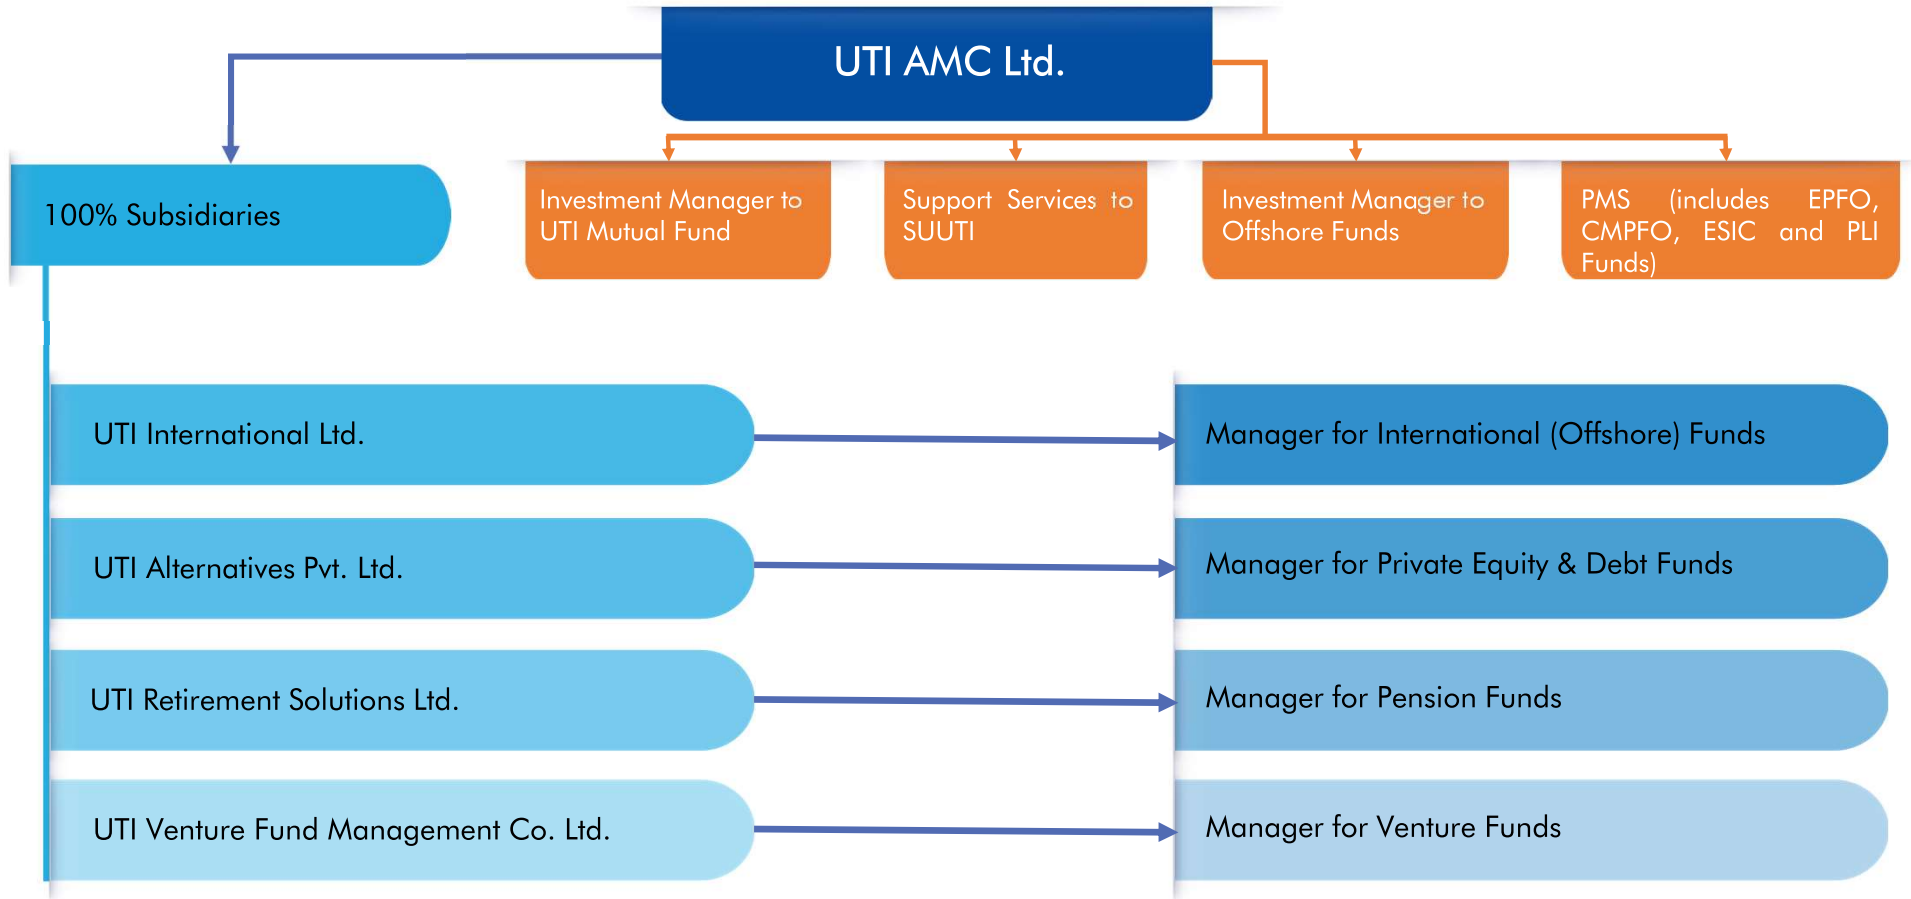 UTI AMC Ltd.
100% Subsidiaries
Investment Manager to
UTI Mutual Fund
Support Services to
SUUTI
Investment Manager to
Offshore Funds
PMS (includes EPFO,
CMPFO, ESIC and PLI
Funds)
UTI International Ltd.
Manager for International (Offshore) Funds
UTI Alternatives Pvt. Ltd.
Manager for Private Equity & Debt Funds
UTI Retirement Solutions Ltd.
Manager for Pension Funds
UTI Venture Fund Management Co. Ltd.
Manager for Venture Funds